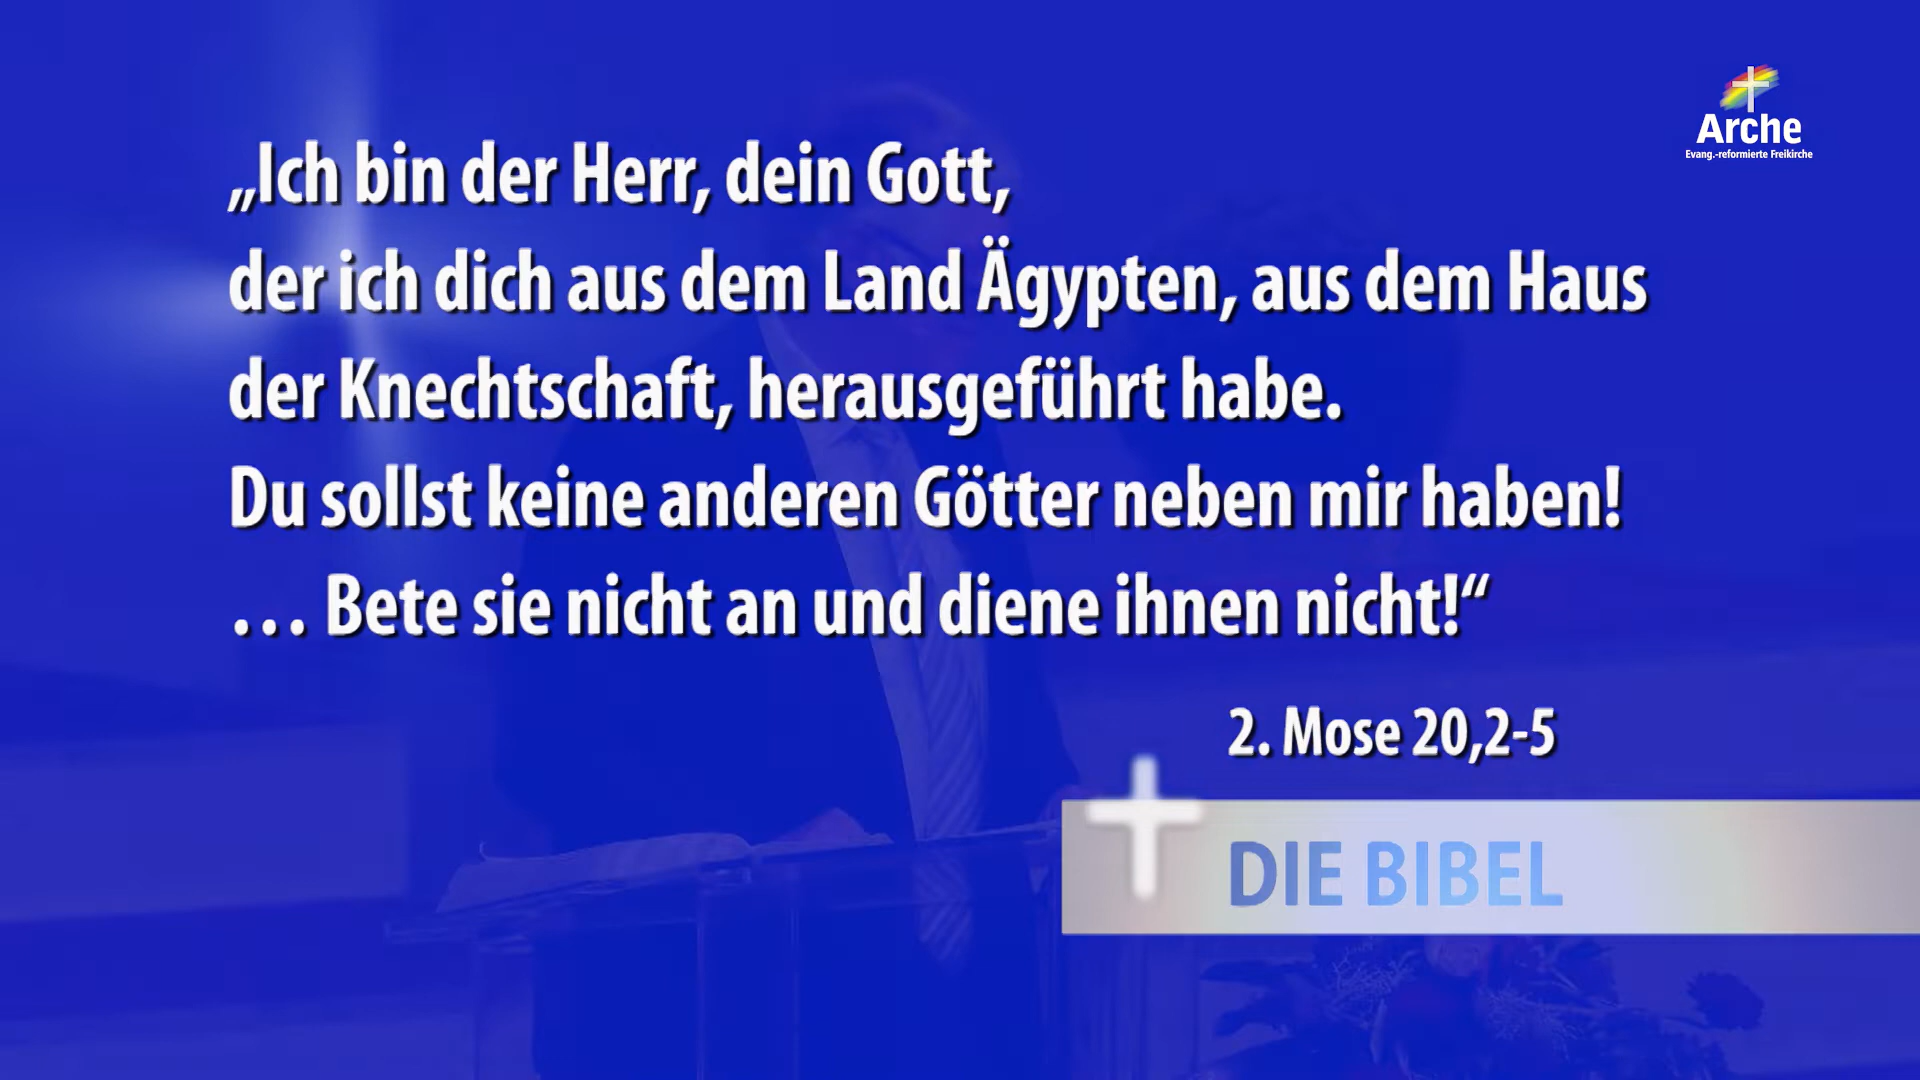 Arche
Evang.-reformierte Freikirche
„Ich bin der Herr, dein Gott,
der ich dich aus dem Land Ägypten, aus dem Haus
der Knechtschaft, herausgeführt habe.
Du sollst keine anderen Götter neben mir haben!
… Bete sie nicht an und diene ihnen nicht!“
2. Mose 20,2-5
DIE BIBEL